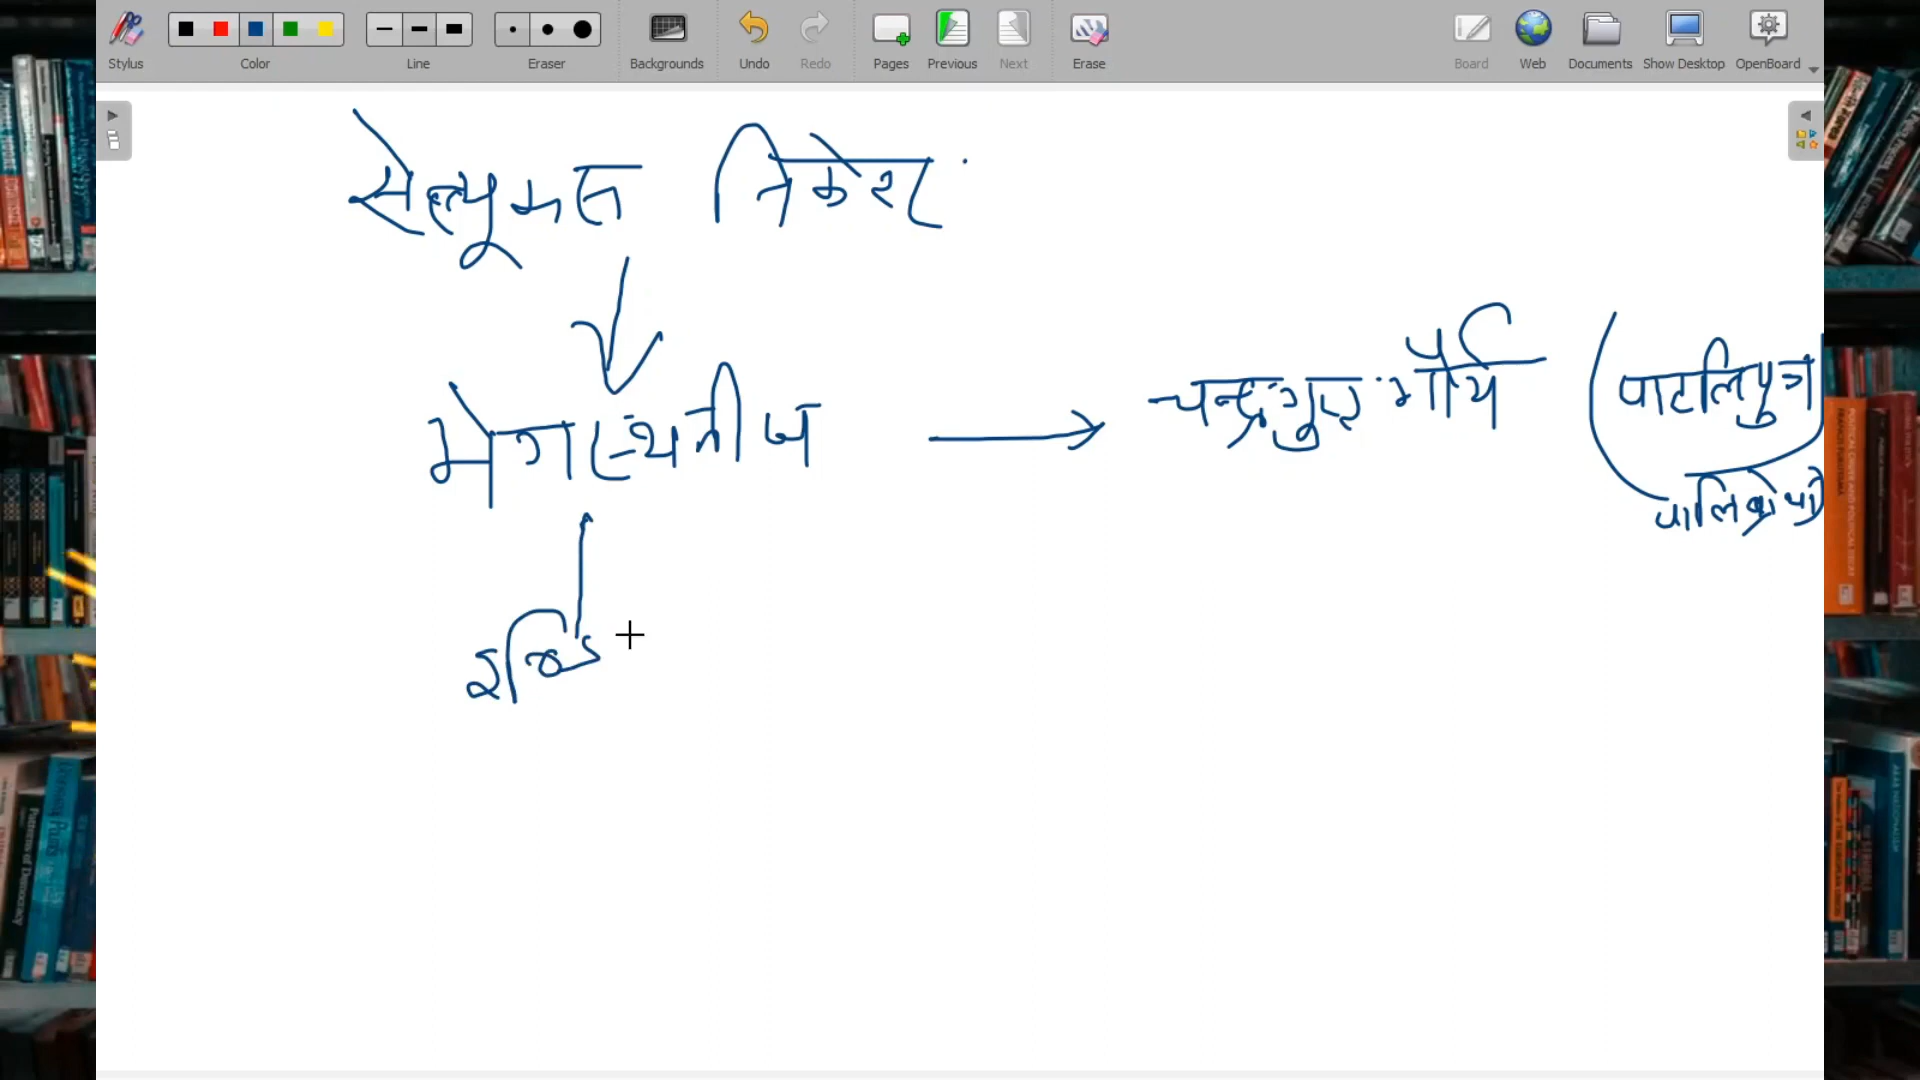 Stylus Color Line Eraser Backgrounds Undo Redo Pages Previous Next Erase Board Web Documents Show Desktop OpenBoard
सेल्यूकस निकेटर
मेगस्थनीज → चन्द्रगुप्त मौर्य (पाटलिपुत्र
पालिबोथ्रो
इंडि